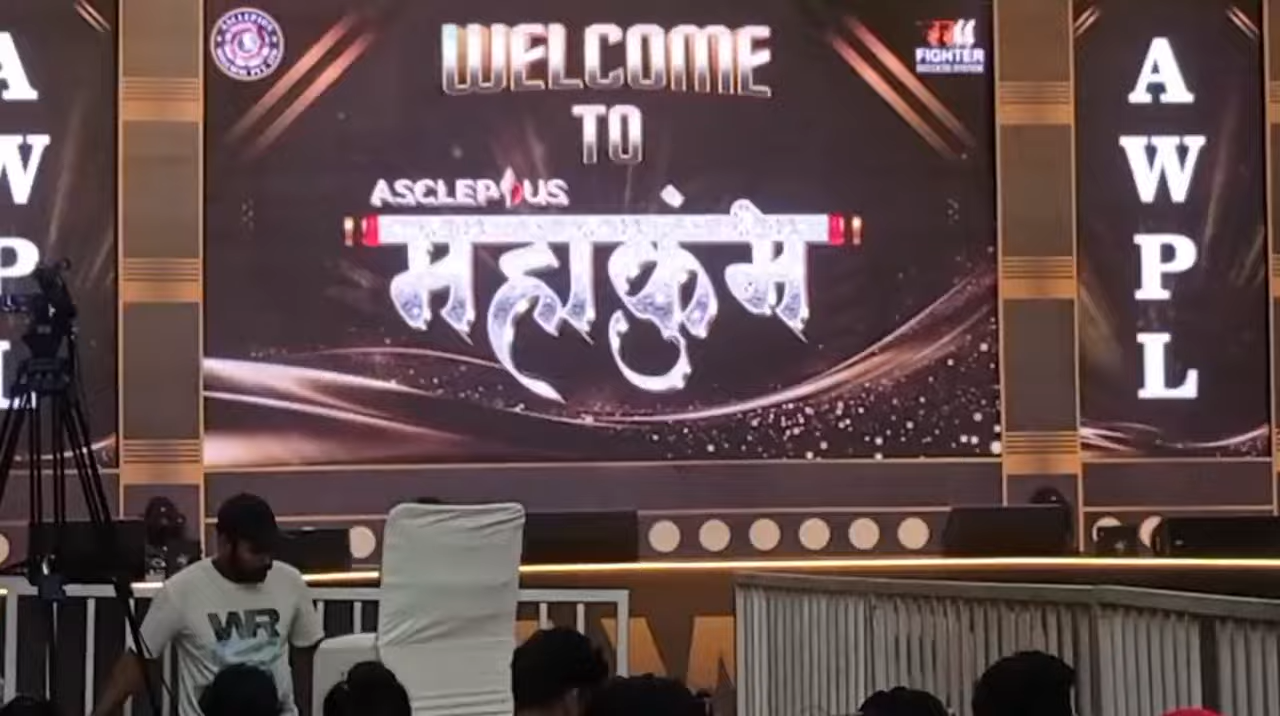 WELCOME
TO
ASCLEPIUS
महाकुंभ
FIGHTER
A
W
P
L
A
W
P
L
WR